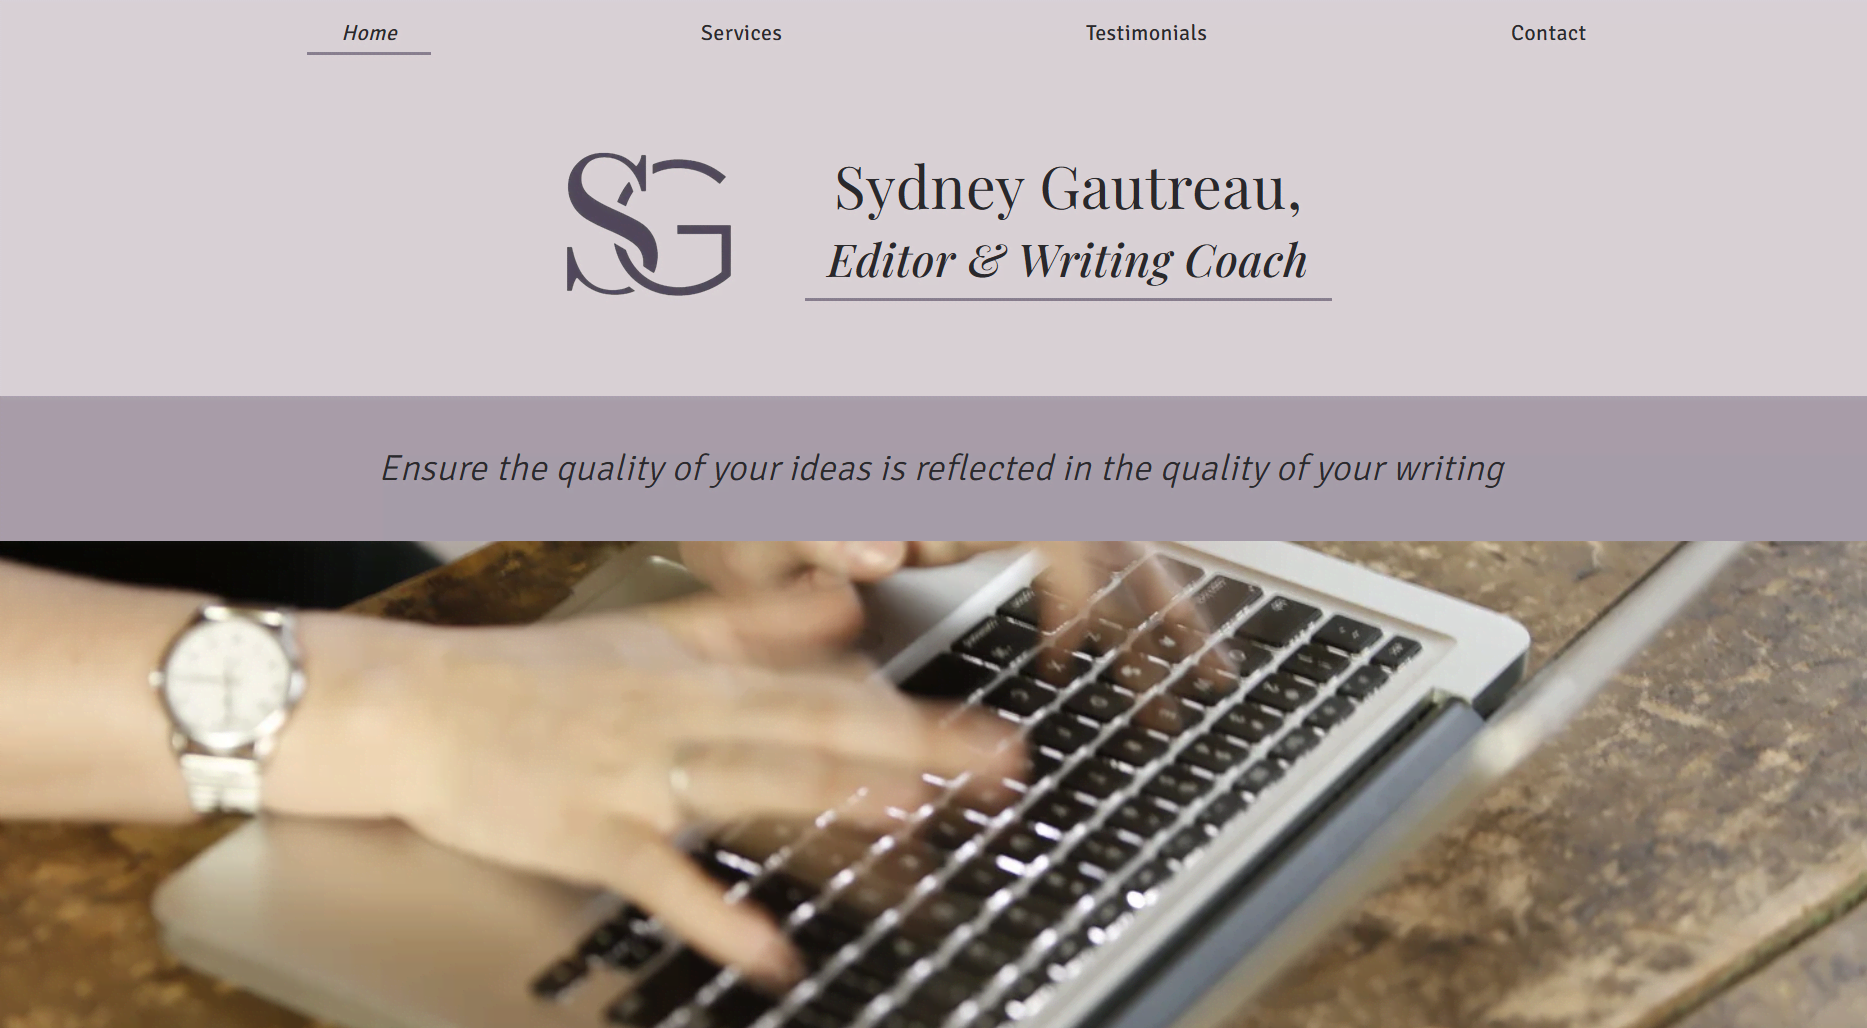 Home
Services
Testimonials
Contact
SG
Sydney Gautreau,
Editor & Writing Coach
Ensure the quality of your ideas is reflected in the quality of your writing